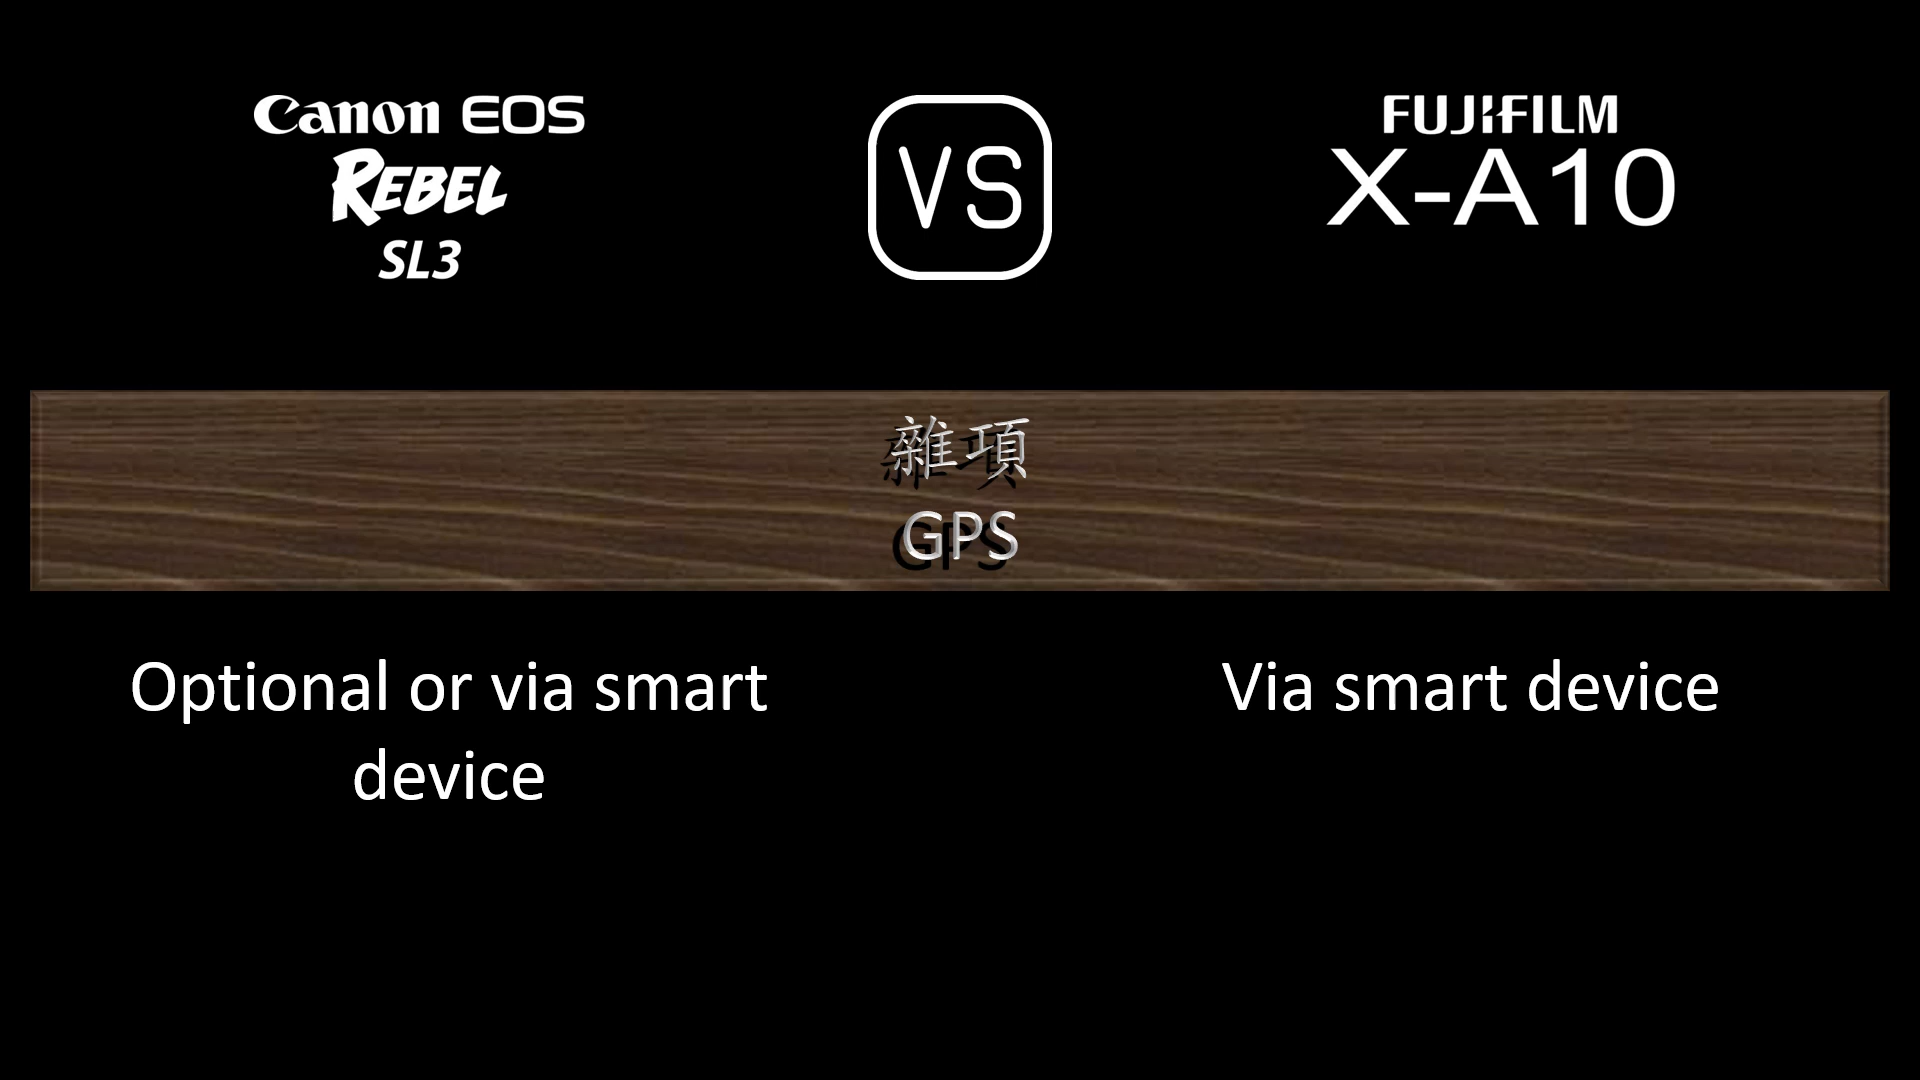 Canon EOS
REBEL
SL3
VS
FUJIFILM
X-A10
雜項
GPS
Optional or via smart
device
Via smart device